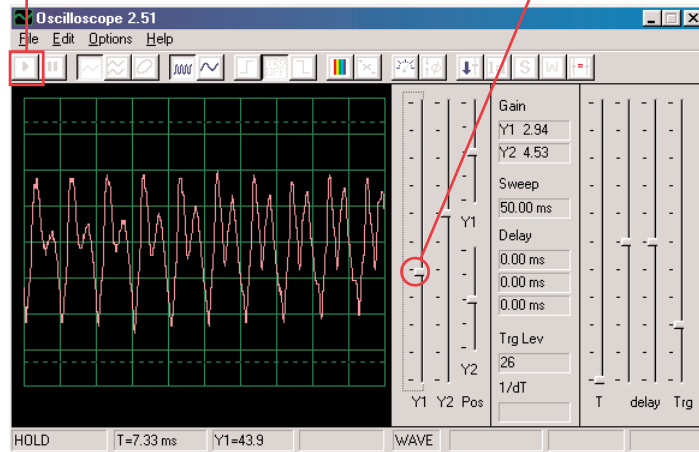 Oscilloscope 2.51
File Edit Options Help
S W
Gain
Y1 2.94
Y2 4.53
Sweep
50.00 ms
Y1
Delay
0.00 ms
0.00 ms
0.00 ms
Trg Lev
26
Y2
1/dT
Y1 Y2 Pos
T delay Trg
HOLD T=7.33 ms Y1=43.9 WAVE